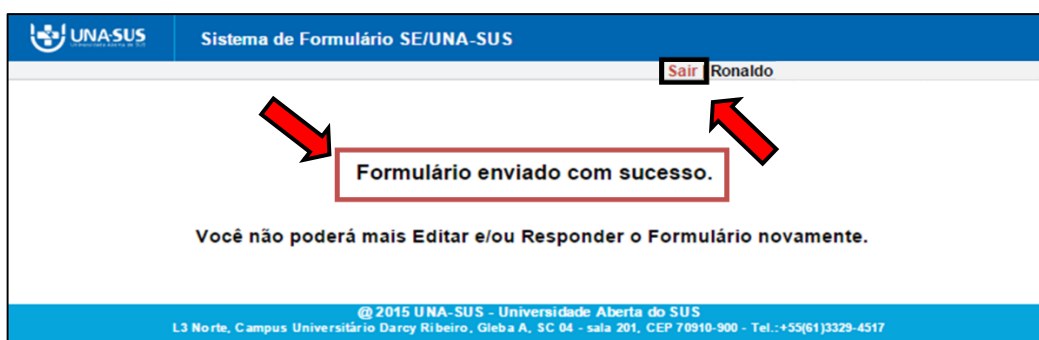 UNA-SUS
Universidade Aberta do SUS
Sistema de Formulário SE/UNA-SUS
Sair Ronaldo
Formulário enviado com sucesso.
Você não poderá mais Editar e/ou Responder o Formulário novamente.
@ 2015 UNA-SUS - Universidade Aberta do SUS
L3 Norte, Campus Universitário Darcy Ribeiro, Gleba A, SC 04 - sala 201, CEP 70910-900 - Tel.:+55(61)3329-4517